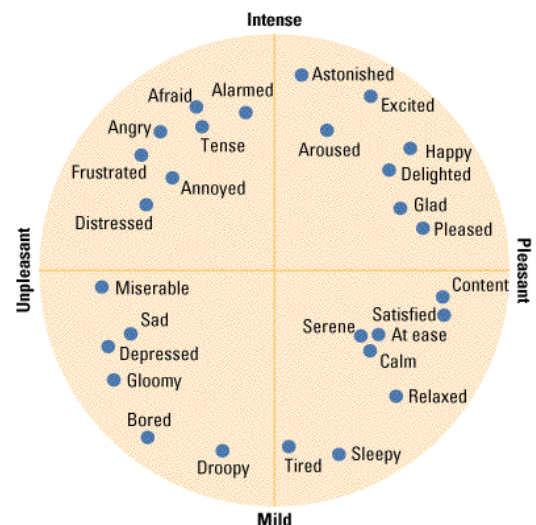 Intense
Astonished
Afraid
Alarmed
Excited
Angry
Tense
Aroused
Happy
Frustrated
Annoyed
Delighted
Distressed
Glad
Pleased
Unpleasant
Pleasant
Miserable
Content
Sad
Serene
Satisfied
Depressed
At ease
Gloomy
Calm
Relaxed
Bored
Droopy
Tired
Sleepy
Mild